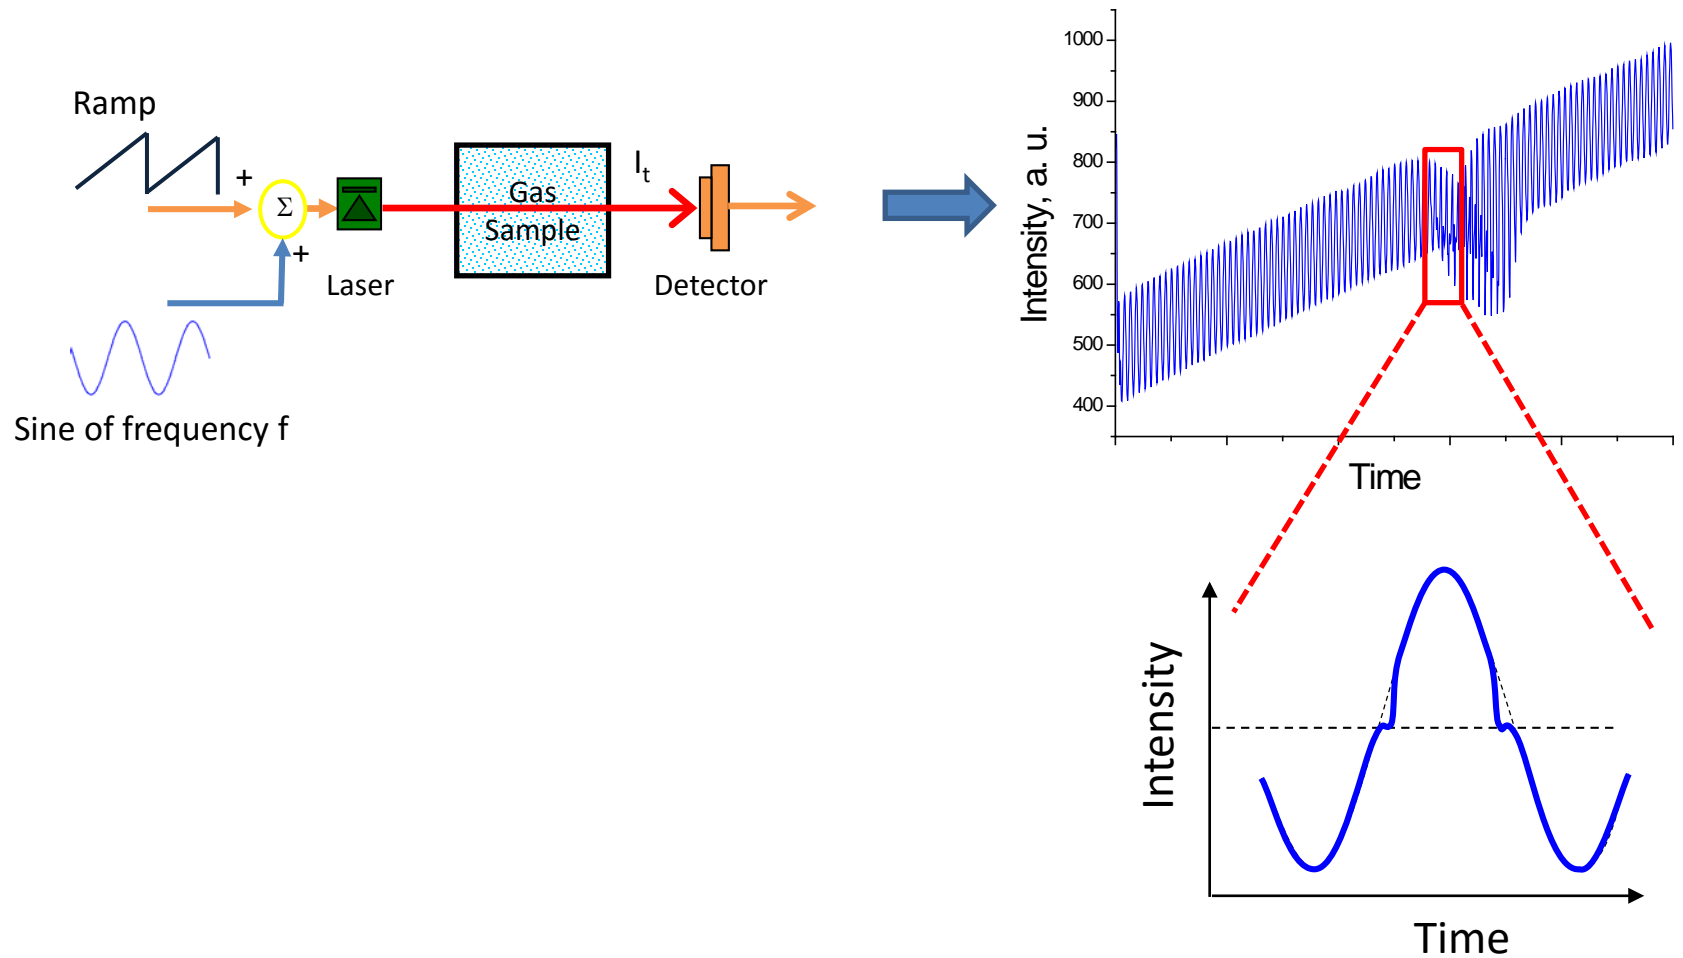 Ramp
+
Σ
+
Sine of frequency f
Laser
Gas
Sample
I_t
Detector
Intensity, a. u.
1000
900
800
700
600
500
400
Time
Intensity
Time